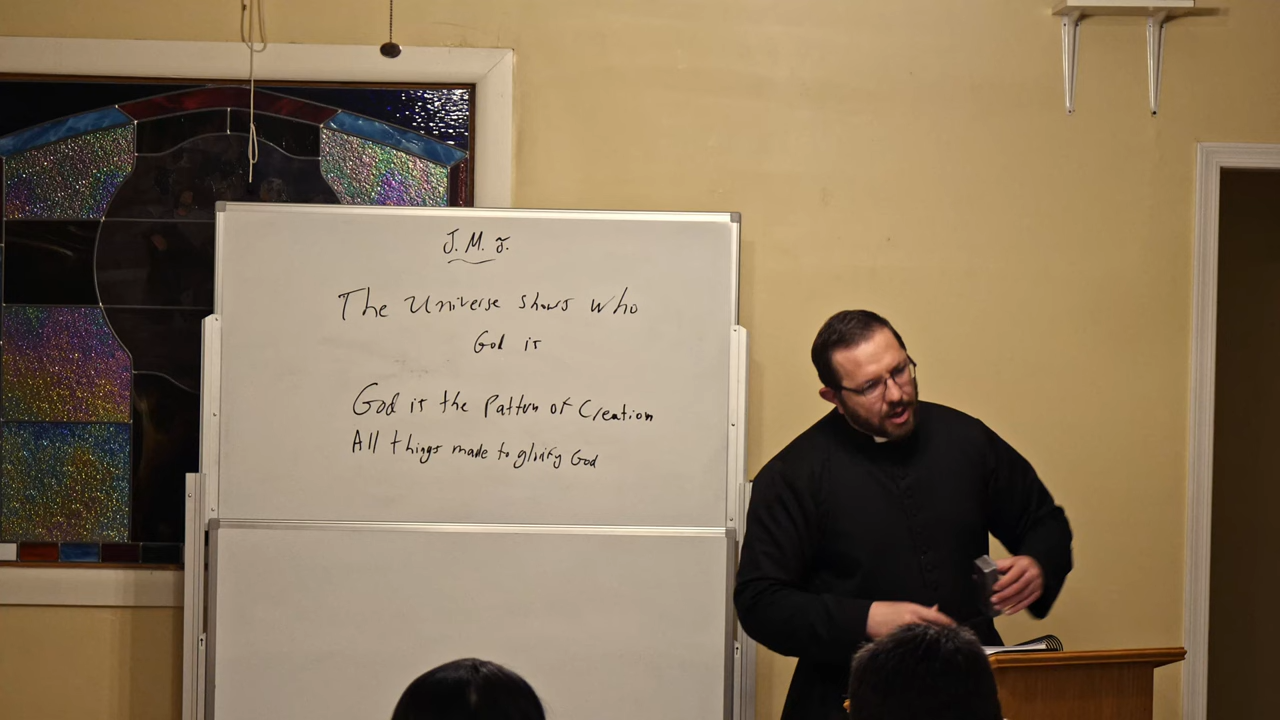 J. M. J.
The Universe shows who
God is
God is the Pattern of Creation
All things made to glorify God